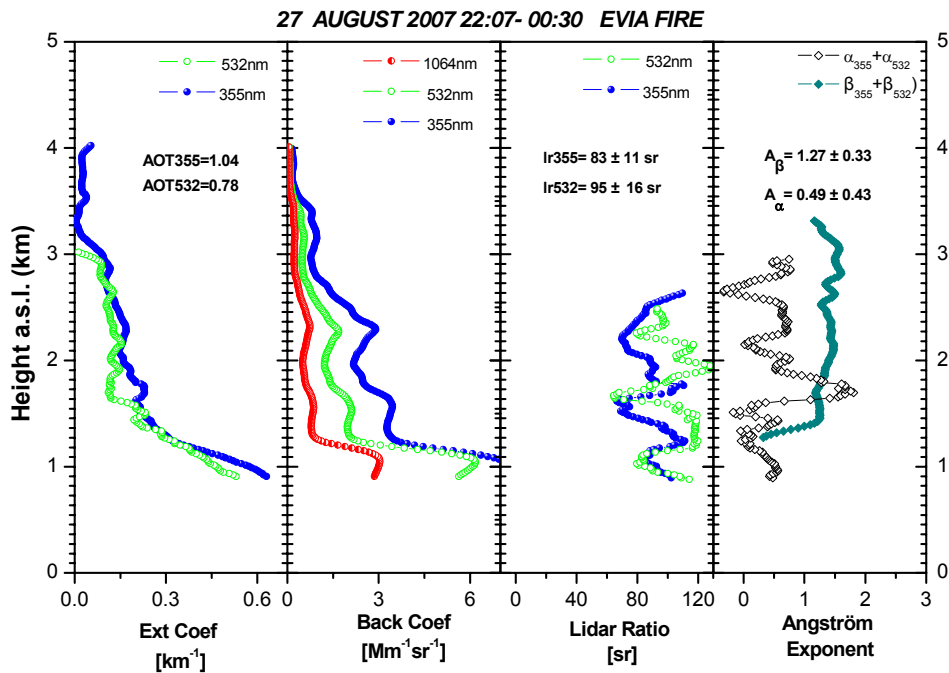 27 AUGUST 2007 22:07- 00:30 EVIA FIRE
Height a.s.l. (km)
5
4
3
2
1
0
532nm
355nm
AOT355=1.04
AOT532=0.78
0.0 0.3 0.6
Ext Coef
[km⁻¹]
1064nm
532nm
355nm
0 3 6
Back Coef
[Mm⁻¹sr⁻¹]
532nm
355nm
lr355= 83 ± 11 sr
lr532= 95 ± 16 sr
0 40 80 120
Lidar Ratio
[sr]
α₃₅₅+α₅₃₂
β₃₅₅+β₅₃₂)
A_β= 1.27 ± 0.33
A_α= 0.49 ± 0.43
0 1 2 3
Angström
Exponent
5
4
3
2
1
0